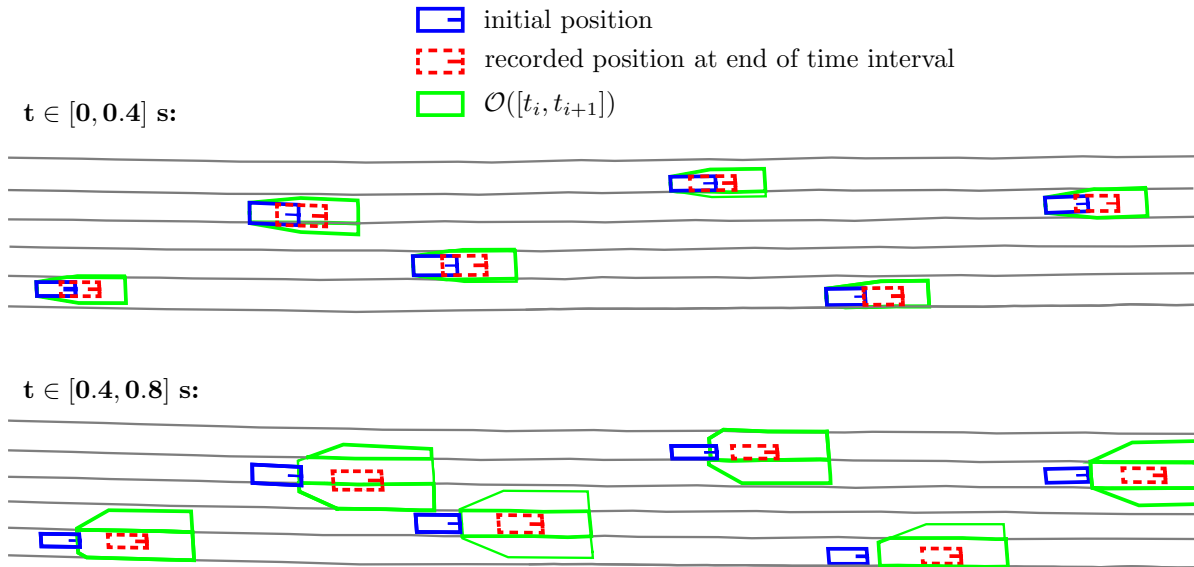 initial position
recorded position at end of time interval
𝒪([t_i, t_{i+1}])
t ∈ [0, 0.4] s:
t ∈ [0.4, 0.8] s: